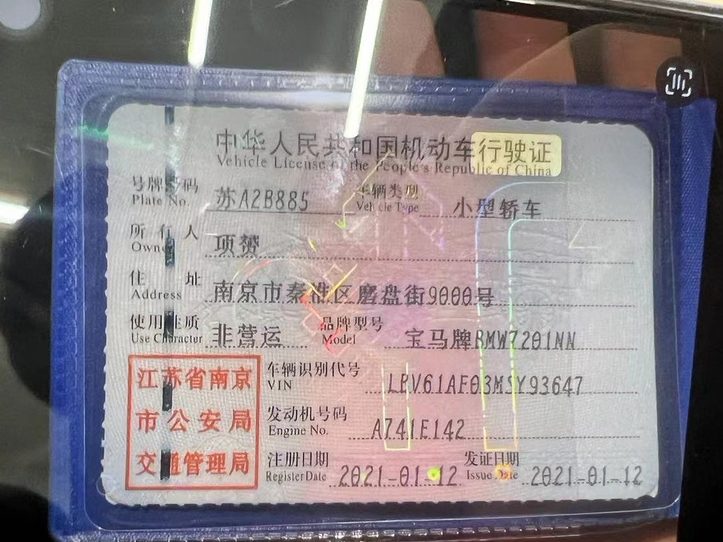 中华人民共和国机动车行驶证
Vehicle License of the People's Republic of China
号牌号码 苏A2B885 车辆类型 小型轿车
Plate No. Vehicle Type
所有人 项赟
Owner
住址 南京市秦淮区磨盘街9000号
Address
使用性质 非营运 品牌型号 宝马牌BMW7201NN
Use Character Model
江苏省南京
市公安局
交通管理局
车辆识别代号 LBV61AF03MSY93647
VIN
发动机号码 A741E142
Engine No.
注册日期 2021-01-12 发证日期 2021-01-12
Register Date Issue Date